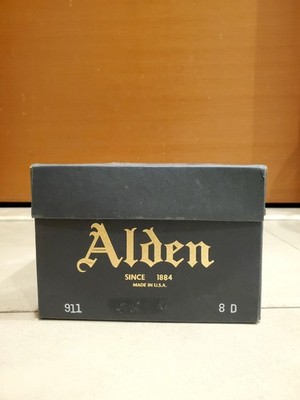 Alden
SINCE 1884
MADE IN U.S.A.
911 8 D